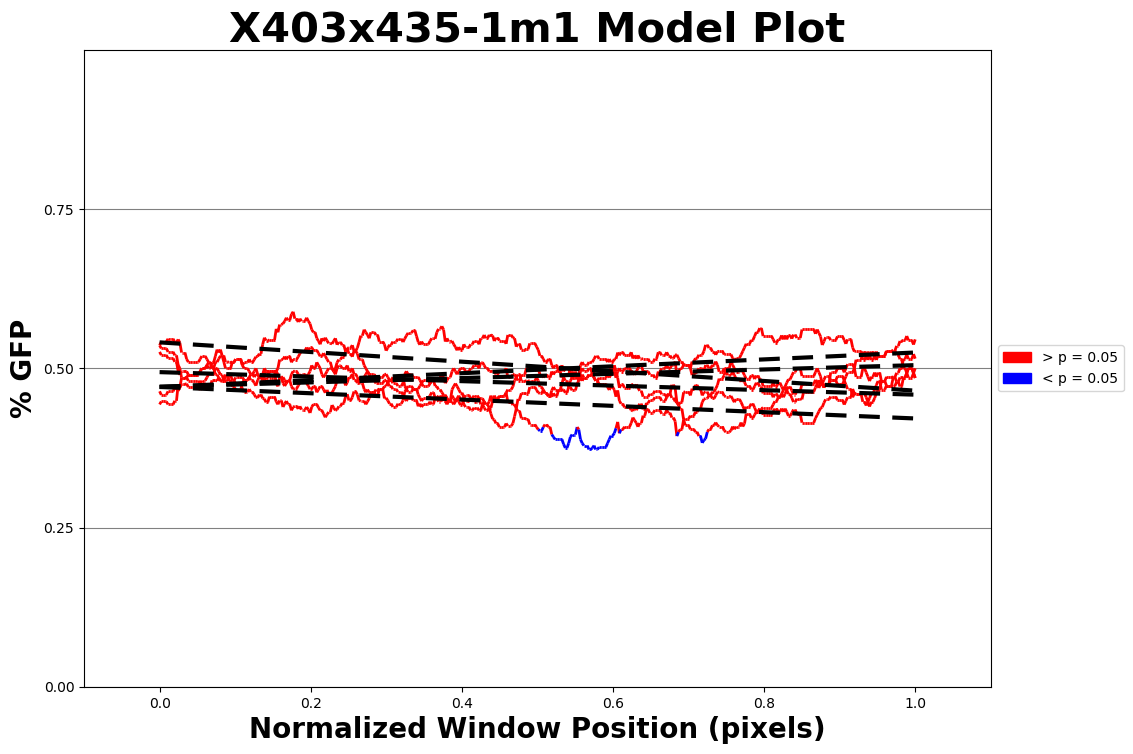 X403x435-1m1 Model Plot
% GFP
0.75
0.50
0.25
0.00
0.0 0.2 0.4 0.6 0.8 1.0
Normalized Window Position (pixels)
> p = 0.05
< p = 0.05